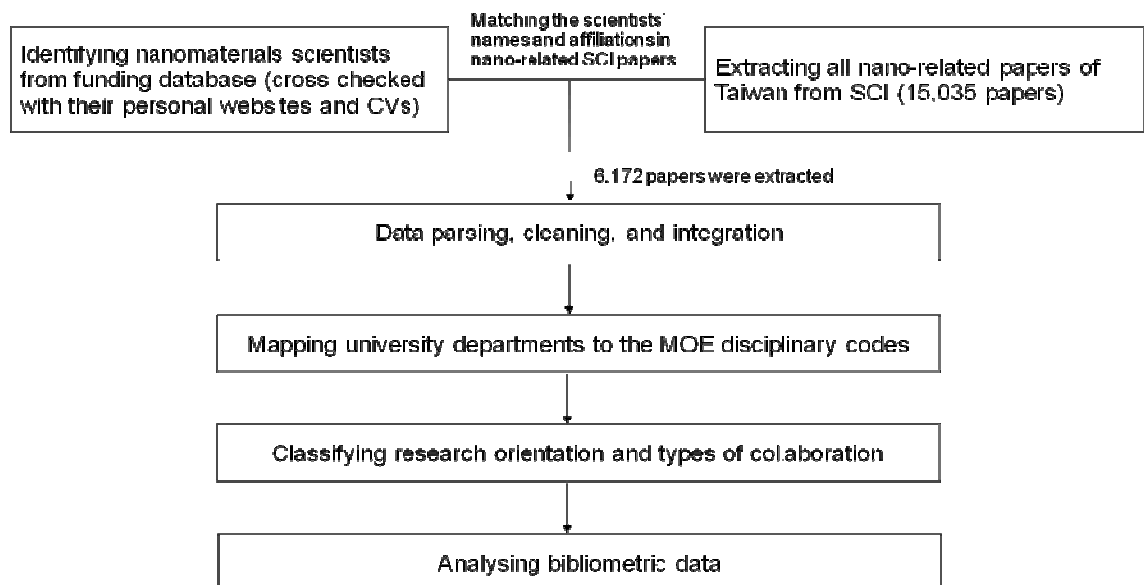 Identifying nanomaterials scientists
from funding database (cross checked
with their personal websites and CVs)
Matching the scientists'
names and affiliations in
nano-related SCI papers
Extracting all nano-related papers of
Taiwan from SCI (15,035 papers)
6.172 papers were extracted
Data parsing, cleaning, and integration
Mapping university departments to the MOE disciplinary codes
Classifying research orientation and types of collaboration
Analysing bibliometric data